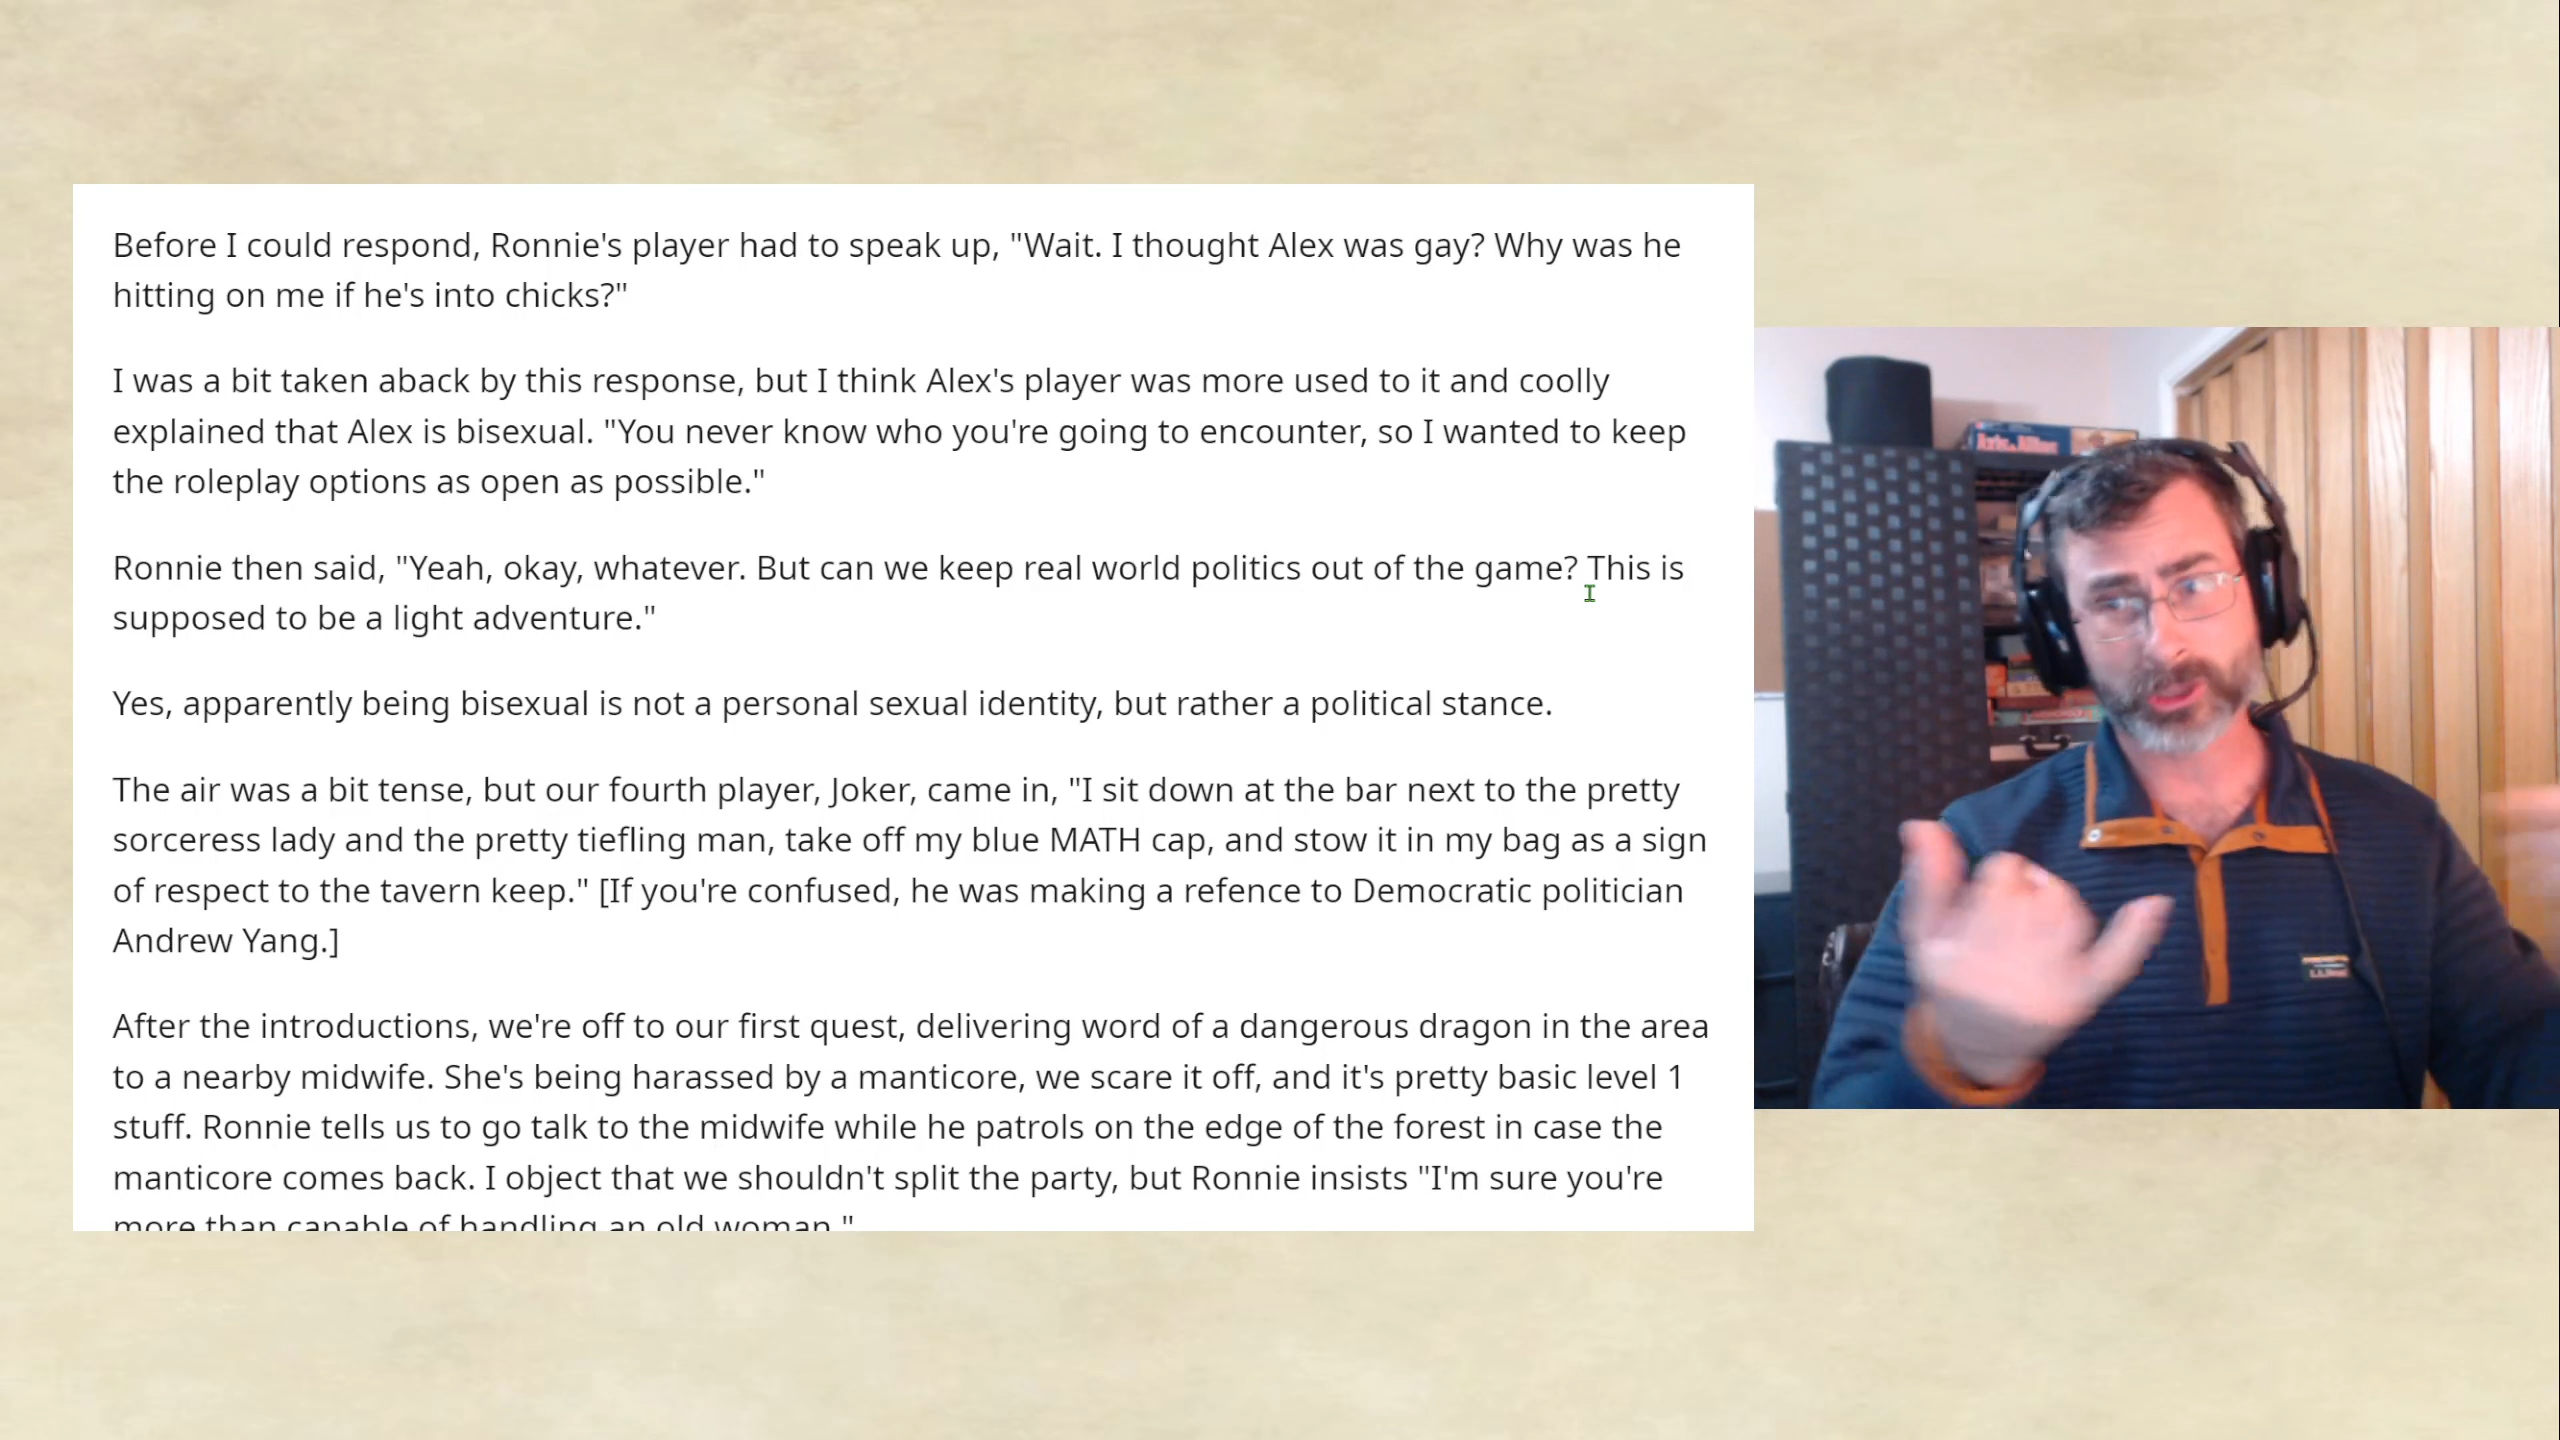 Before I could respond, Ronnie's player had to speak up, "Wait. I thought Alex was gay? Why was he
hitting on me if he's into chicks?"
I was a bit taken aback by this response, but I think Alex's player was more used to it and coolly
explained that Alex is bisexual. "You never know who you're going to encounter, so I wanted to keep
the roleplay options as open as possible."
Ronnie then said, "Yeah, okay, whatever. But can we keep real world politics out of the game? This is
supposed to be a light adventure."
Yes, apparently being bisexual is not a personal sexual identity, but rather a political stance.
The air was a bit tense, but our fourth player, Joker, came in, "I sit down at the bar next to the pretty
sorceress lady and the pretty tiefling man, take off my blue MATH cap, and stow it in my bag as a sign
of respect to the tavern keep." [If you're confused, he was making a refence to Democratic politician
Andrew Yang.]
After the introductions, we're off to our first quest, delivering word of a dangerous dragon in the area
to a nearby midwife. She's being harassed by a manticore, we scare it off, and it's pretty basic level 1
stuff. Ronnie tells us to go talk to the midwife while he patrols on the edge of the forest in case the
manticore comes back. I object that we shouldn't split the party, but Ronnie insists "I'm sure you're
more than capable of handling an old woman."